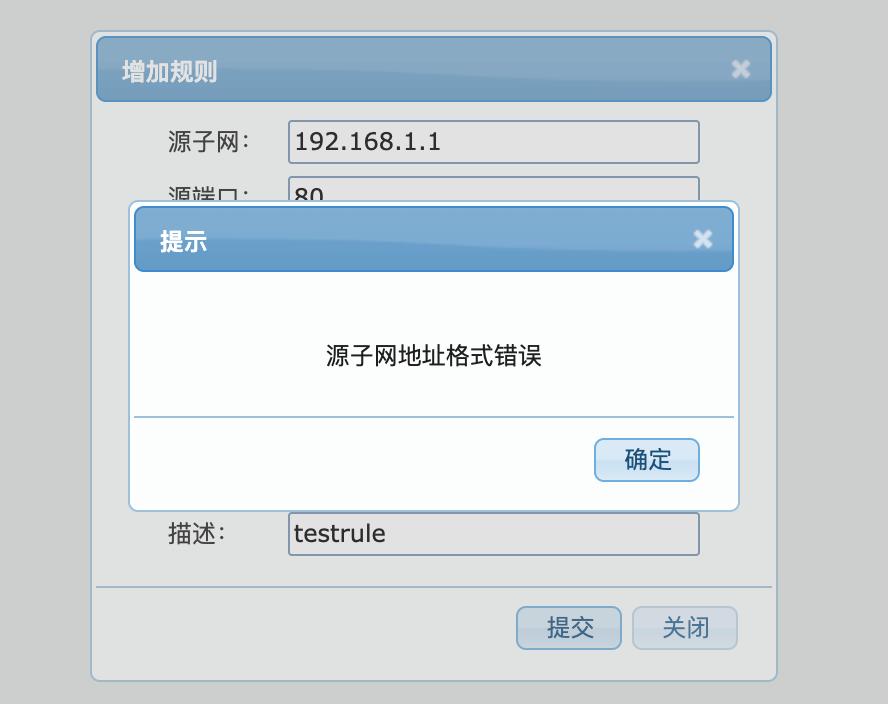 增加规则
源子网： 192.168.1.1
源端口： 80
提示
源子网地址格式错误
确定
描述： testrule
提交 关闭